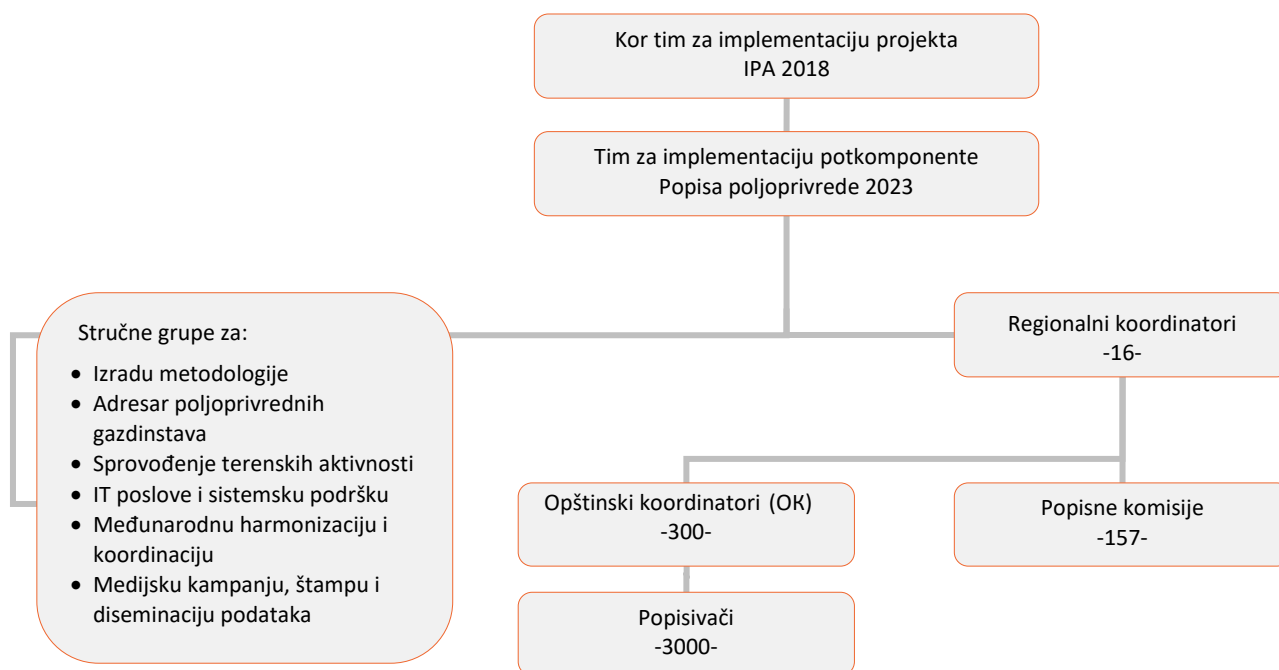 Kor tim za implementaciju projekta
IPA 2018
Tim za implementaciju potkomponente
Popisa poljoprivrede 2023
Stručne grupe za:
• Izradu metodologije
• Adresar poljoprivrednih
gazdinstava
• Sprovođenje terenskih aktivnosti
• IT poslove i sistemsku podršku
• Međunarodnu harmonizaciju i
koordinaciju
• Medijsku kampanju, štampu i
diseminaciju podataka
Regionalni koordinatori
-16-
Opštinski koordinatori (OK)
-300-
Popisne komisije
-157-
Popisivači
-3000-